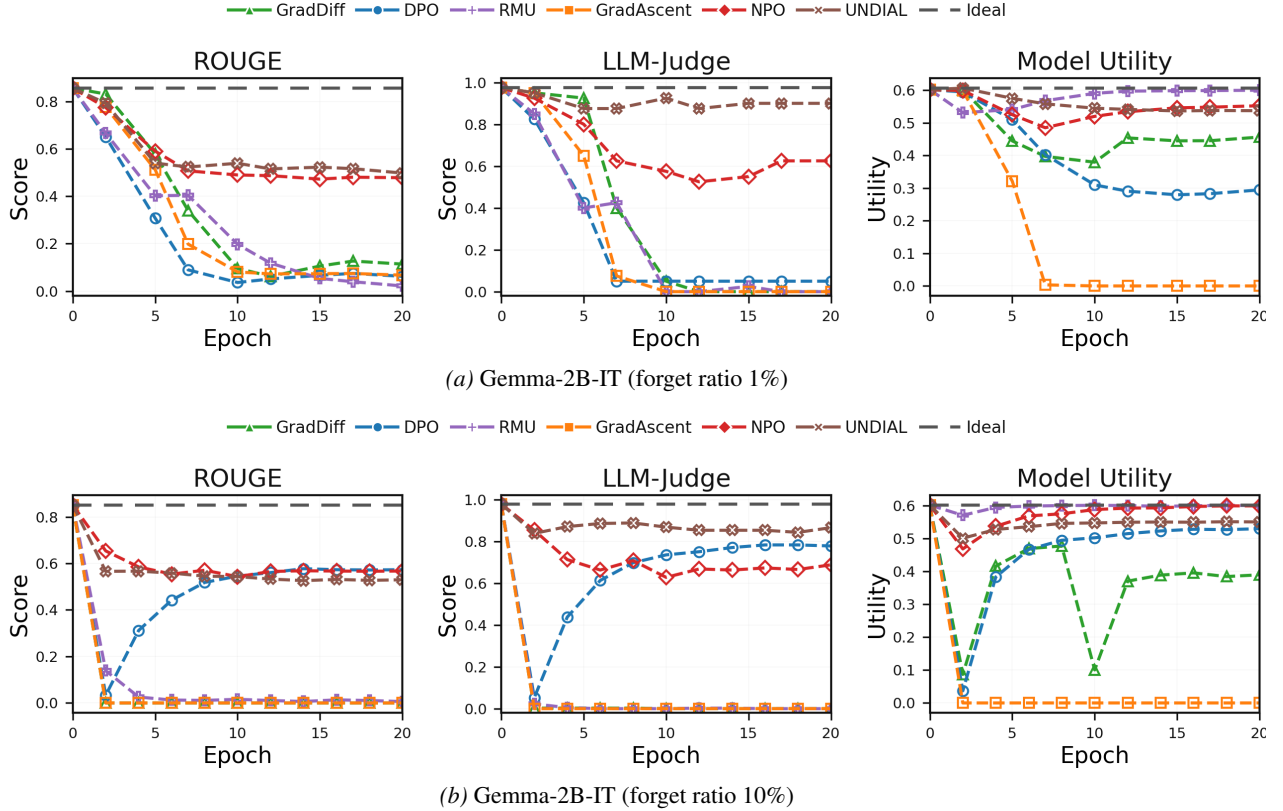 GradDiff DPO RMU GradAscent NPO UNDIAL Ideal
ROUGE LLM-Judge Model Utility
Score
0.0 0.2 0.4 0.6 0.8
0 5 10 15 20
Epoch
Score
0.0 0.2 0.4 0.6 0.8 1.0
0 5 10 15 20
Epoch
Utility
0.0 0.1 0.2 0.3 0.4 0.5 0.6
0 5 10 15 20
Epoch
(a) Gemma-2B-IT (forget ratio 1%)
GradDiff DPO RMU GradAscent NPO UNDIAL Ideal
ROUGE LLM-Judge Model Utility
Score
0.0 0.2 0.4 0.6 0.8
0 5 10 15 20
Epoch
Score
0.0 0.2 0.4 0.6 0.8 1.0
0 5 10 15 20
Epoch
Utility
0.0 0.1 0.2 0.3 0.4 0.5 0.6
0 5 10 15 20
Epoch
(b) Gemma-2B-IT (forget ratio 10%)